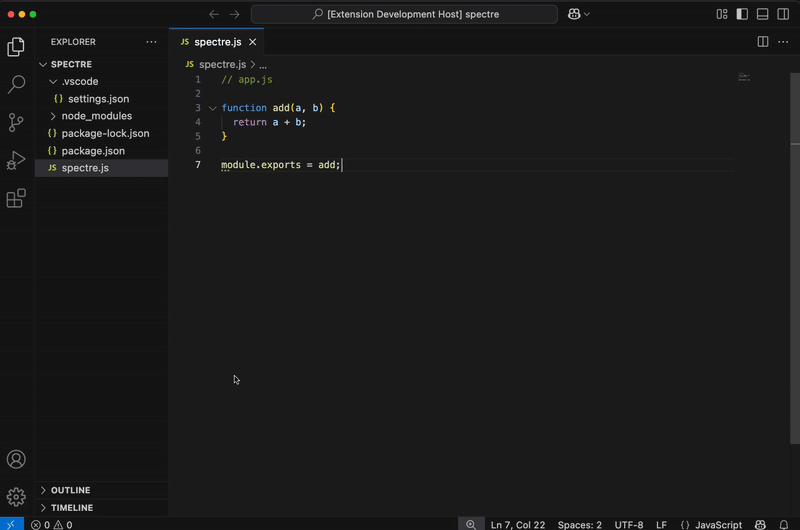 [Extension Development Host] spectre
EXPLORER
SPECTRE
.vscode
{} settings.json
node_modules
{} package-lock.json
{} package.json
JS spectre.js
OUTLINE
TIMELINE
JS spectre.js
JS spectre.js > ...
1 // app.js
2
3 function add(a, b) {
4 return a + b;
5 }
6
7 module.exports = add;
0 0
Ln 7, Col 22 Spaces: 2 UTF-8 LF {} JavaScript